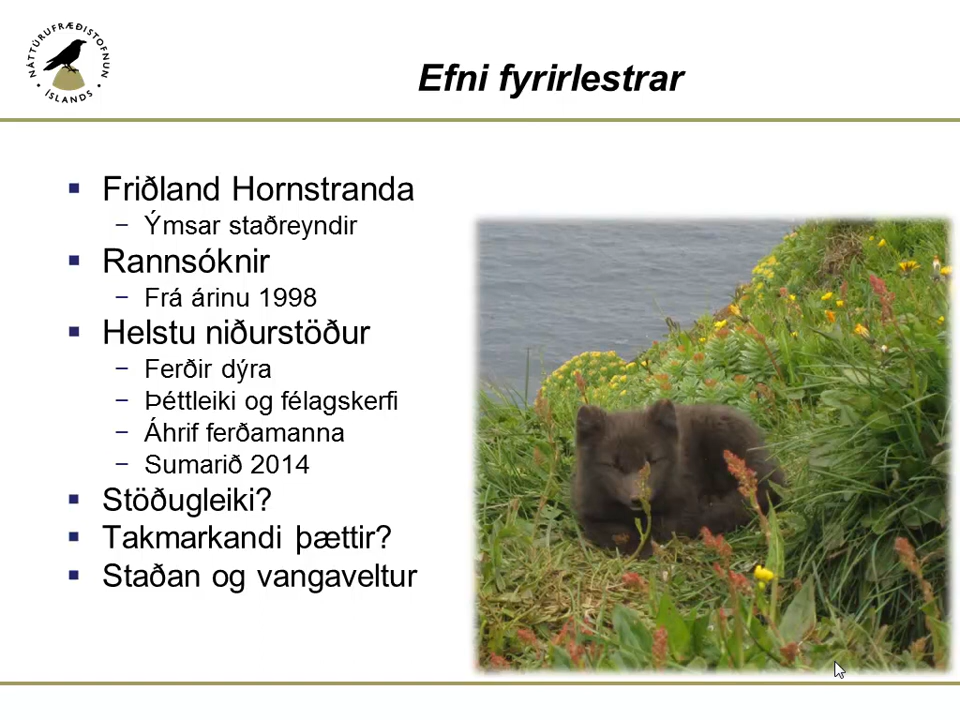 NÁTTÚRUFRÆÐISTOFNUN
• ÍSLANDS •
Efni fyrirlestrar
▪ Friðland Hornstranda
− Ýmsar staðreyndir
▪ Rannsóknir
− Frá árinu 1998
▪ Helstu niðurstöður
− Ferðir dýra
− Þéttleiki og félagskerfi
− Áhrif ferðamanna
− Sumarið 2014
▪ Stöðugleiki?
▪ Takmarkandi þættir?
▪ Staðan og vangaveltur